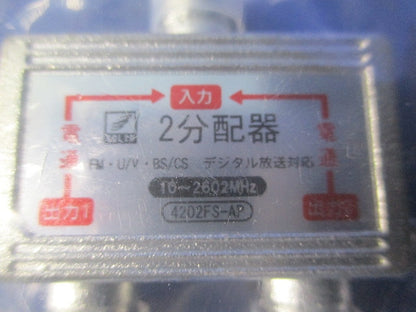 入力
2分配器
電通
電通
FM・U/V・BS/CS デジタル放送対応
10～2602MHz
出力1
4202FS-AP